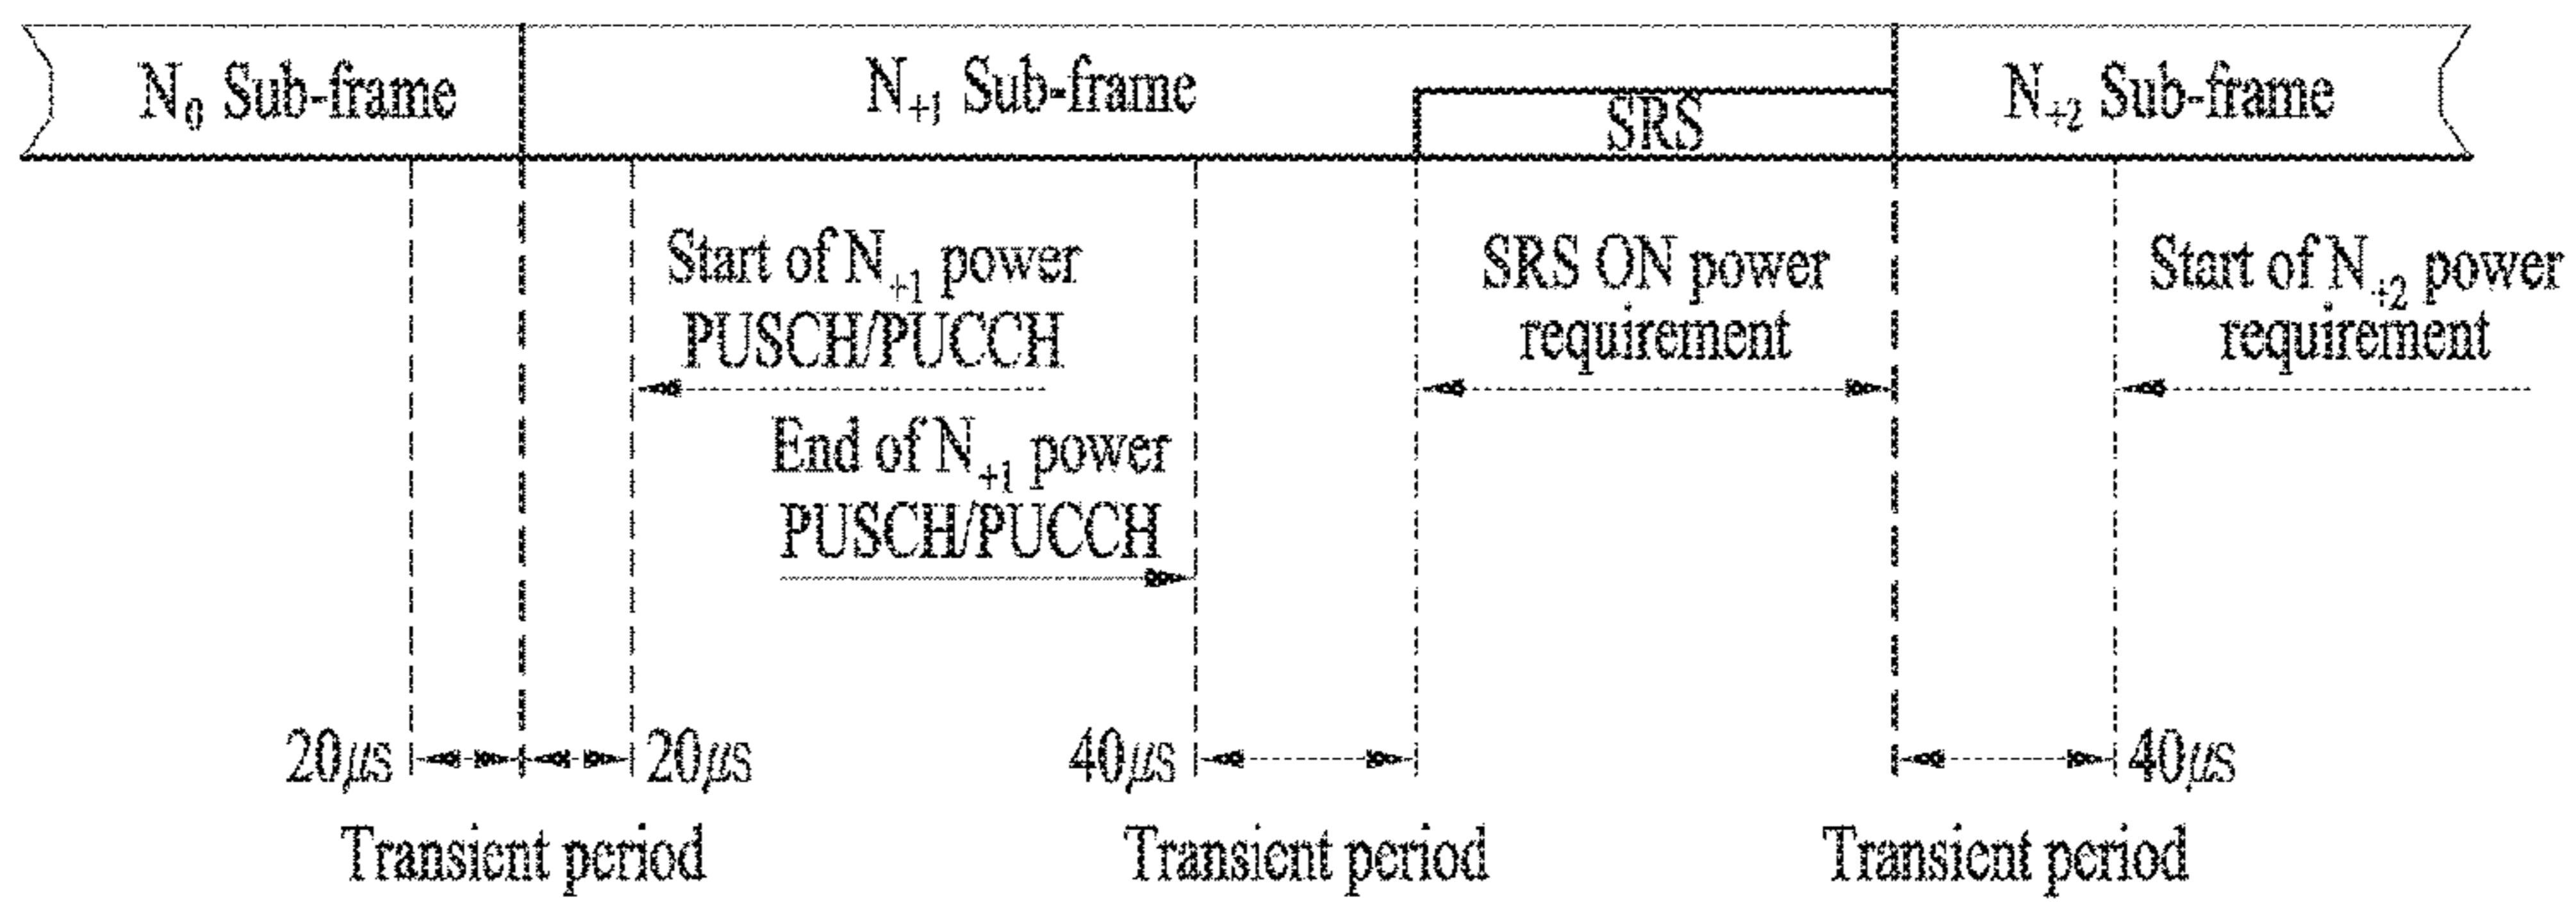 N0 Sub-frame
N+1 Sub-frame
SRS
N+2 Sub-frame
Start of N+1 power
PUSCH/PUCCH
End of N+1 power
PUSCH/PUCCH
SRS ON power
requirement
Start of N+2 power
requirement
20μs
20μs
40μs
40μs
Transient period
Transient period
Transient period